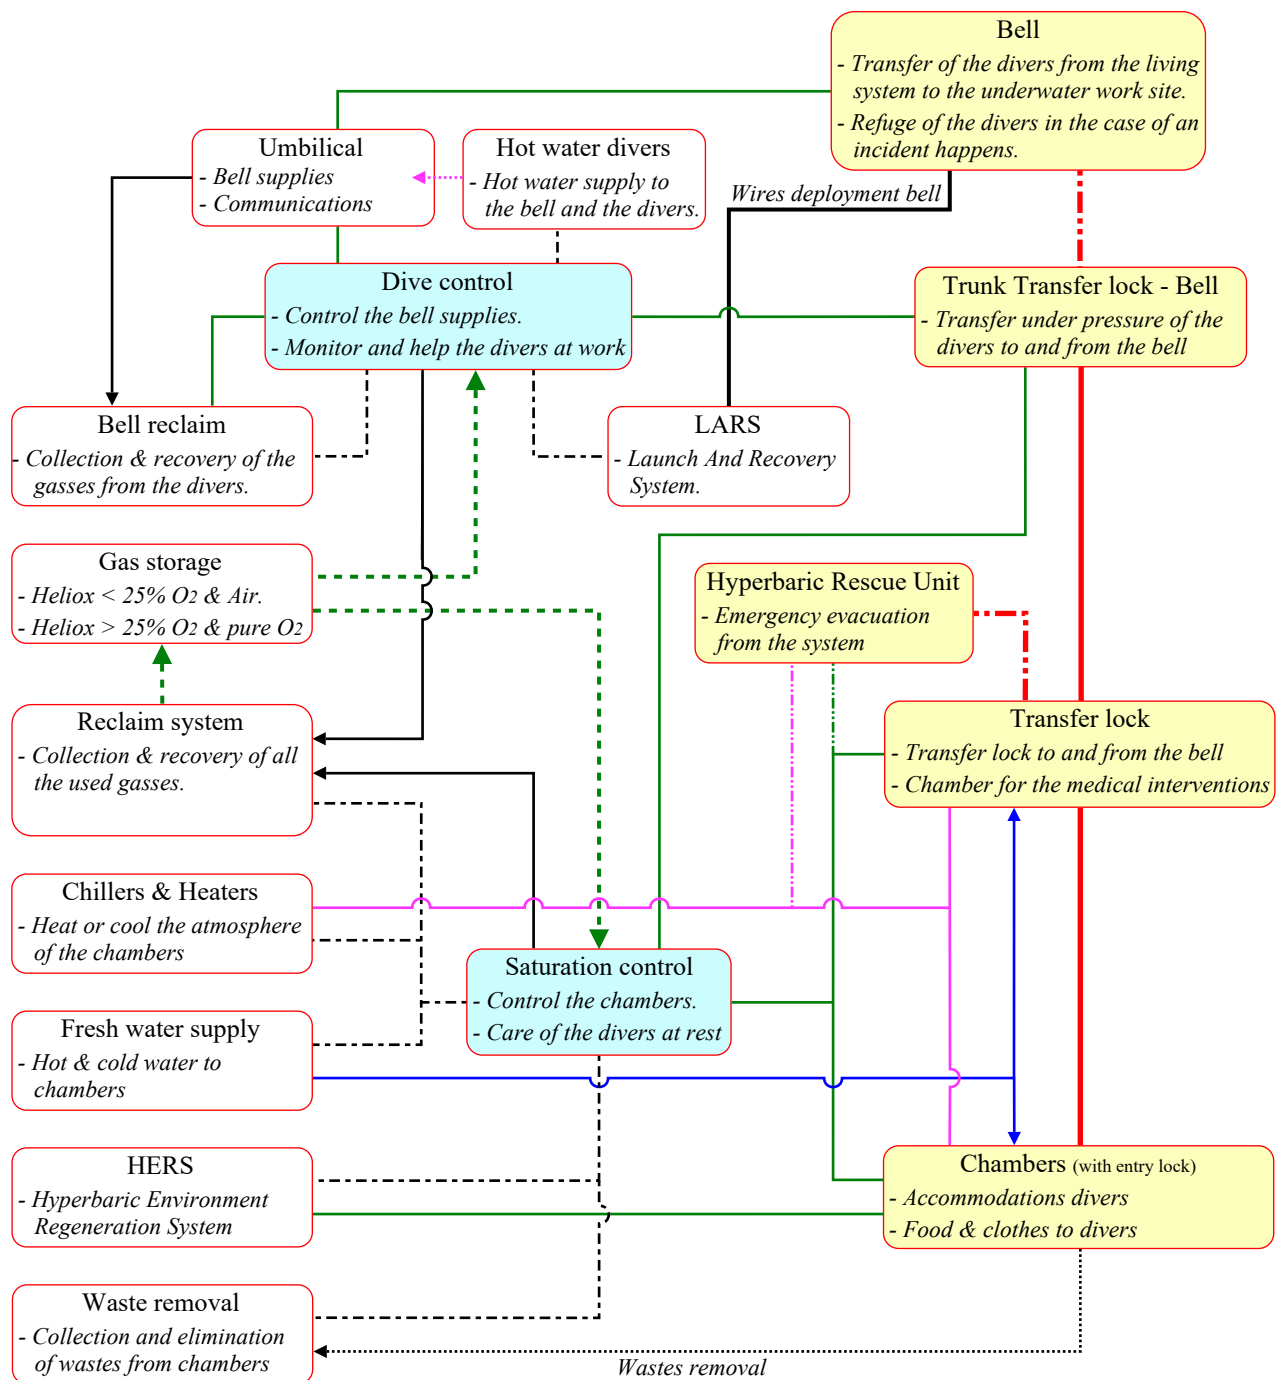 Bell
- Transfer of the divers from the living
system to the underwater work site.
- Refuge of the divers in the case of an
incident happens.
Umbilical
- Bell supplies
- Communications
Hot water divers
- Hot water supply to
the bell and the divers.
Wires deployment bell
Dive control
- Control the bell supplies.
- Monitor and help the divers at work
Trunk Transfer lock - Bell
- Transfer under pressure of the
divers to and from the bell
Bell reclaim
- Collection & recovery of the
gasses from the divers.
LARS
- Launch And Recovery
System.
Gas storage
- Heliox < 25% O2 & Air.
- Heliox > 25% O2 & pure O2
Hyperbaric Rescue Unit
- Emergency evacuation
from the system
Reclaim system
- Collection & recovery of all
the used gasses.
Transfer lock
- Transfer lock to and from the bell
- Chamber for the medical interventions
Chillers & Heaters
- Heat or cool the atmosphere
of the chambers
Saturation control
- Control the chambers.
- Care of the divers at rest
Fresh water supply
- Hot & cold water to
chambers
HERS
- Hyperbaric Environment
Regeneration System
Chambers (with entry lock)
- Accommodations divers
- Food & clothes to divers
Waste removal
- Collection and elimination
of wastes from chambers
Wastes removal